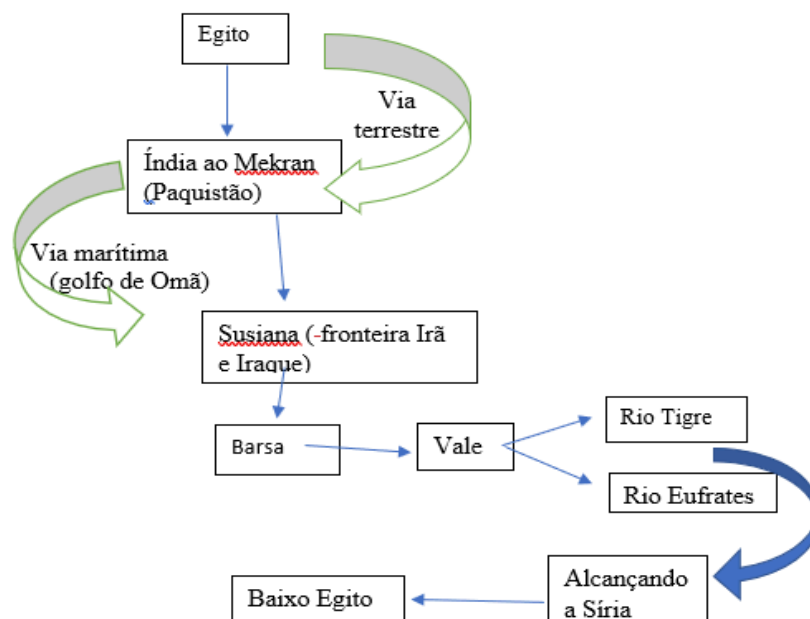 Egito
Via
terrestre
Índia ao Mekran
(Paquistão)
Via marítima
(golfo de Omã)
Susiana (-fronteira Irã
e Iraque)
Barsa
Vale
Rio Tigre
Rio Eufrates
Alcançando
a Síria
Baixo Egito